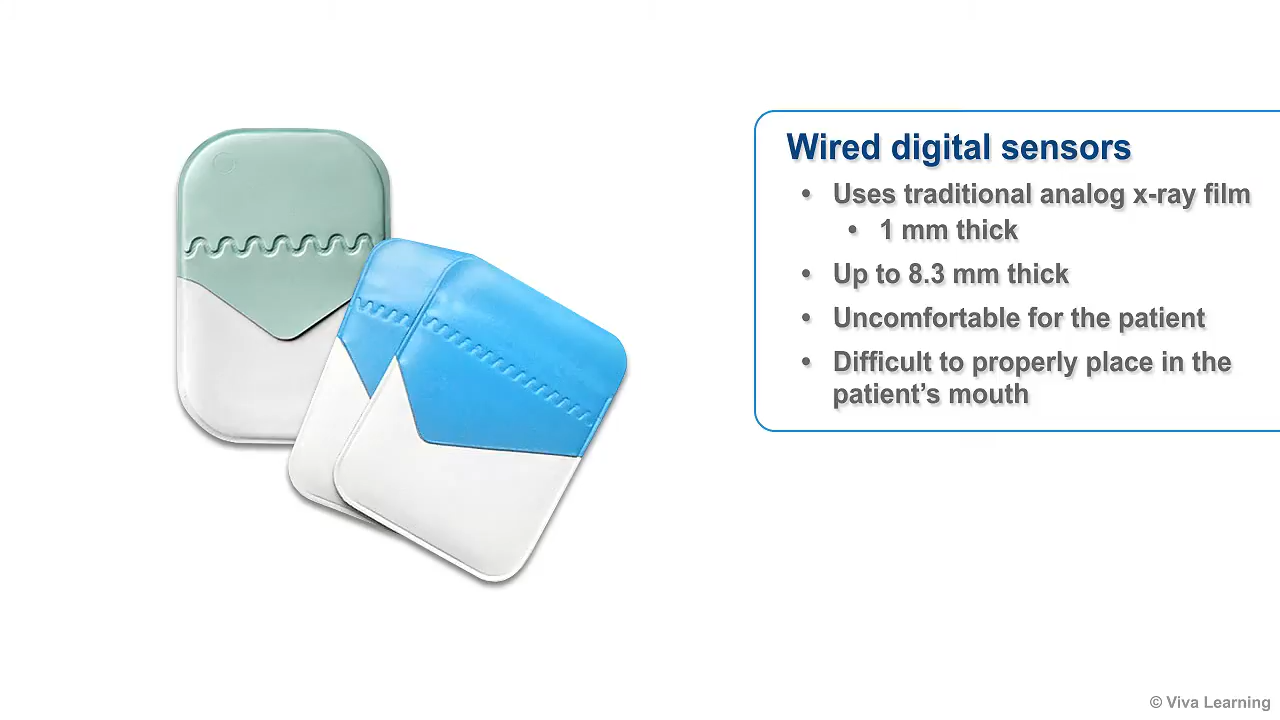 Wired digital sensors
• Uses traditional analog x-ray film
• 1 mm thick
• Up to 8.3 mm thick
• Uncomfortable for the patient
• Difficult to properly place in the
patient’s mouth
© Viva Learning